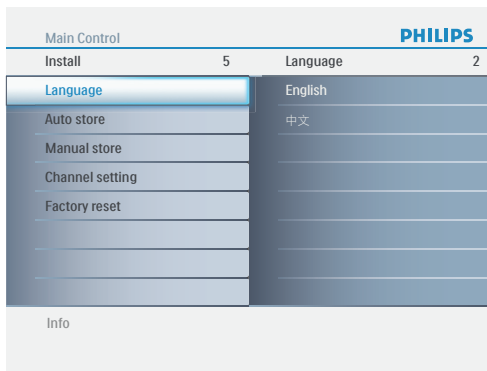 Main Control
PHILIPS
Install 5
Language 2
Language
English
Auto store
中文
Manual store
Channel setting
Factory reset
Info